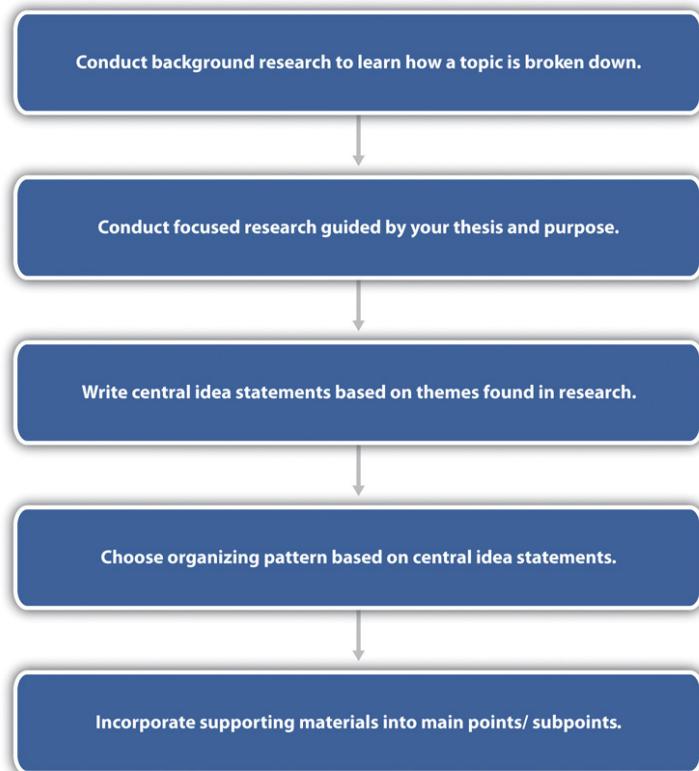 Conduct background research to learn how a topic is broken down.
Conduct focused research guided by your thesis and purpose.
Write central idea statements based on themes found in research.
Choose organizing pattern based on central idea statements.
Incorporate supporting materials into main points/ subpoints.